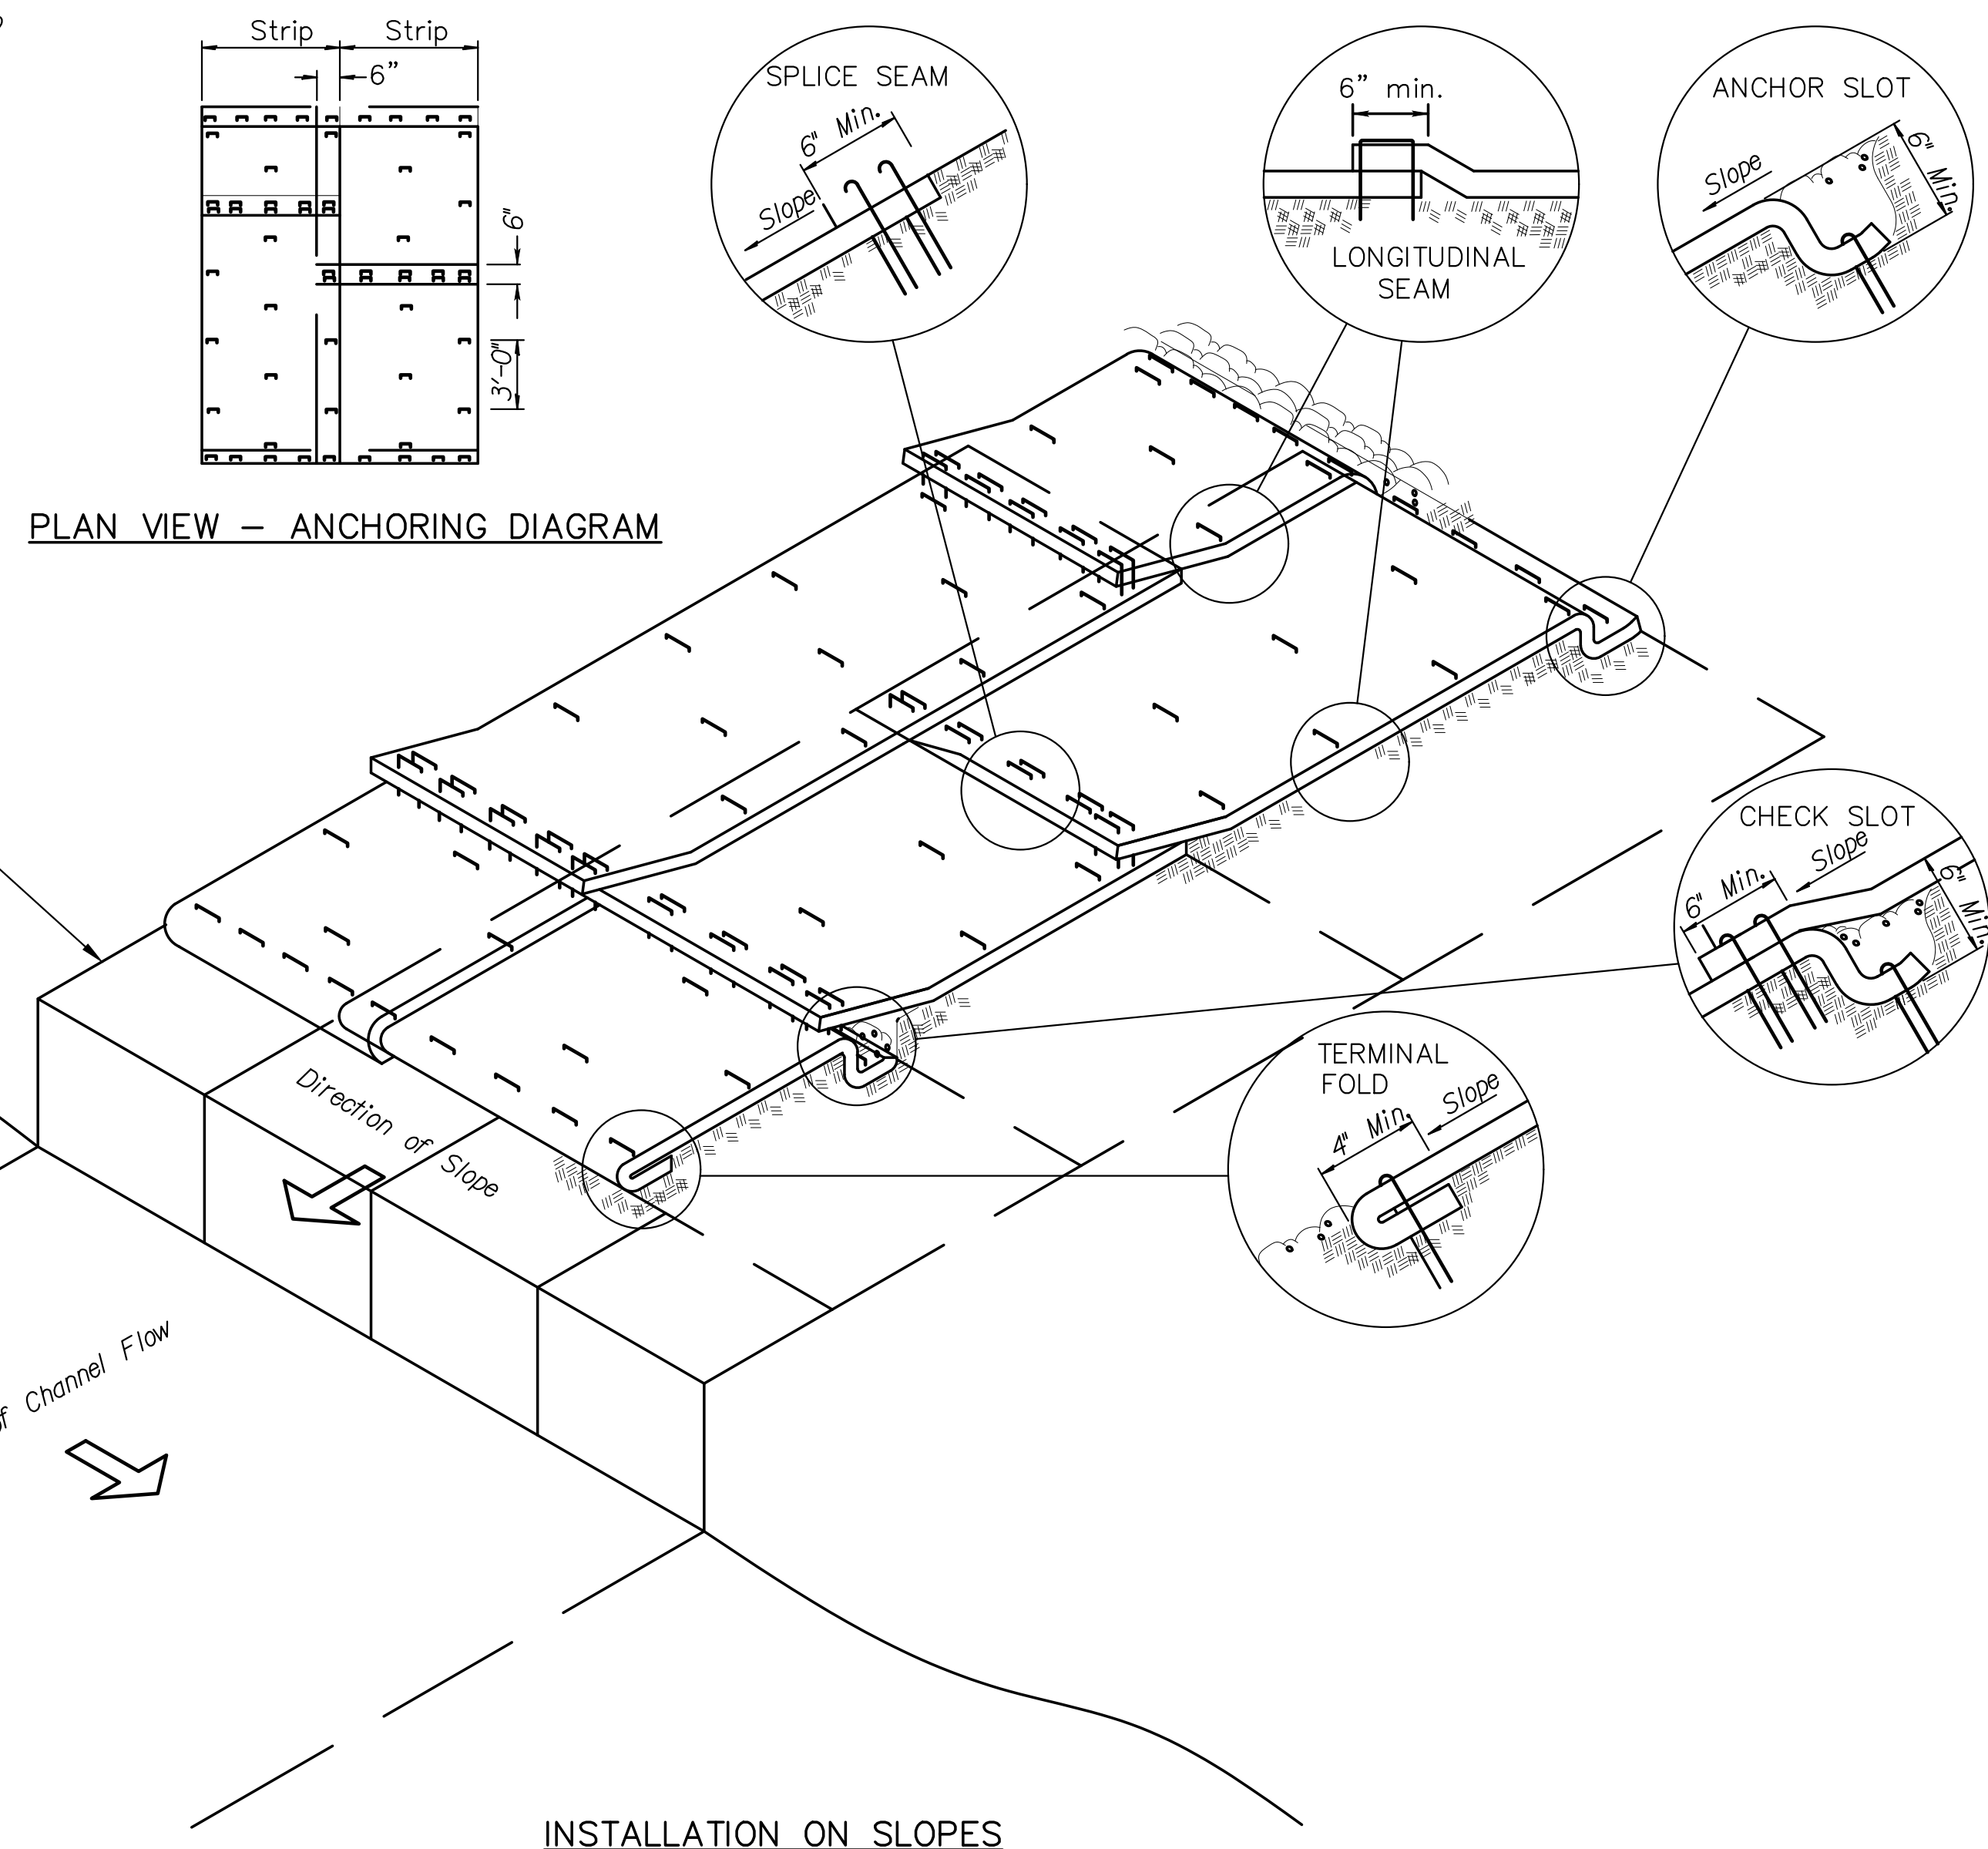 Strip Strip
6”
6"
3'-0"
PLAN VIEW - ANCHORING DIAGRAM
SPLICE SEAM
6" Min.
Slope
6” min.
LONGITUDINAL
SEAM
ANCHOR SLOT
Slope
6" Min.
CHECK SLOT
6" Min.
Slope
6" Min.
TERMINAL
FOLD
4" Min.
Slope
Direction of
Slope
Channel Flow
INSTALLATION ON SLOPES